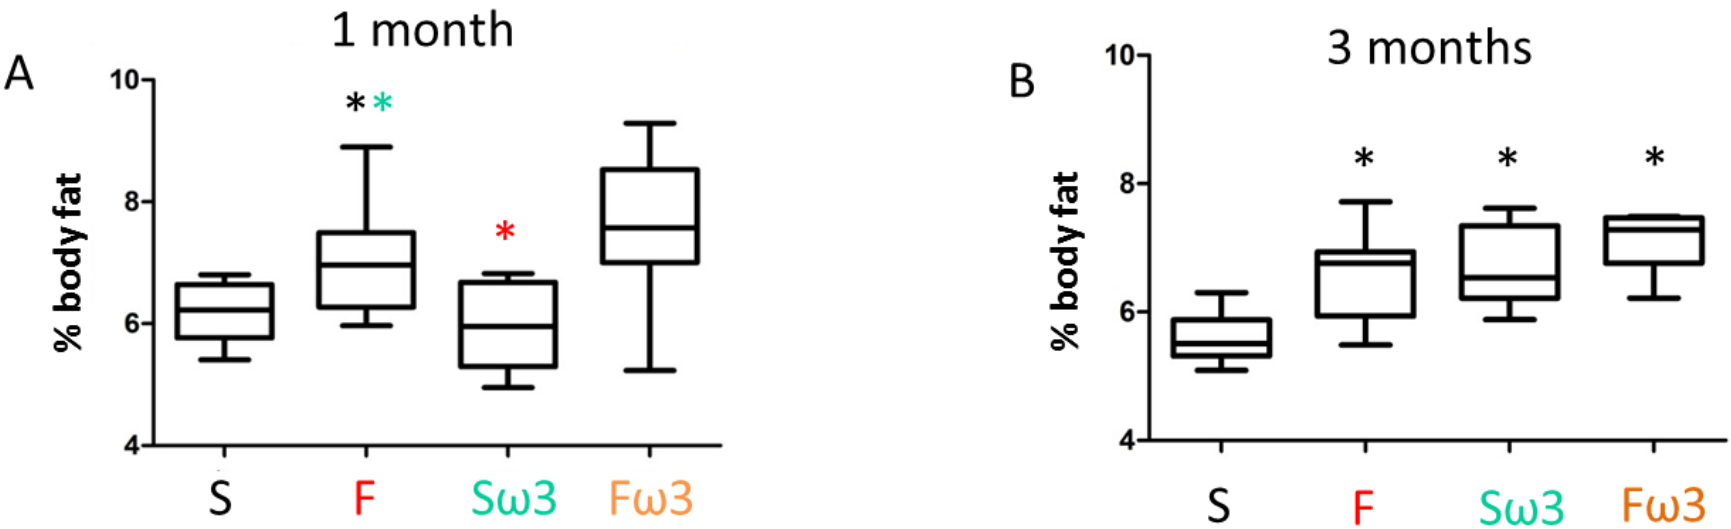 A
1 month
10
8
6
4
% body fat
* *
*
S F Sω3 Fω3
B
3 months
10
8
6
4
% body fat
* * *
S F Sω3 Fω3